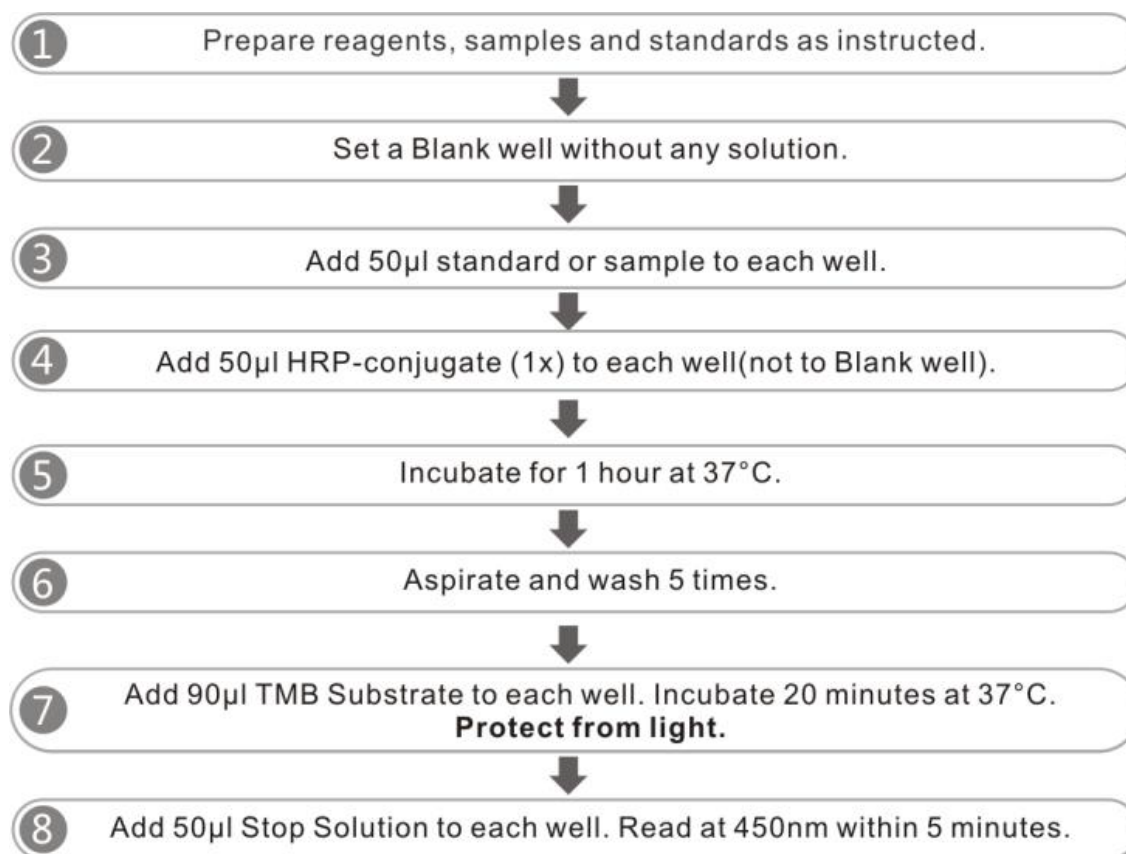 1 Prepare reagents, samples and standards as instructed.
2 Set a Blank well without any solution.
3 Add 50µl standard or sample to each well.
4 Add 50µl HRP-conjugate (1x) to each well(not to Blank well).
5 Incubate for 1 hour at 37°C.
6 Aspirate and wash 5 times.
7 Add 90µl TMB Substrate to each well. Incubate 20 minutes at 37°C.
Protect from light.
8 Add 50µl Stop Solution to each well. Read at 450nm within 5 minutes.